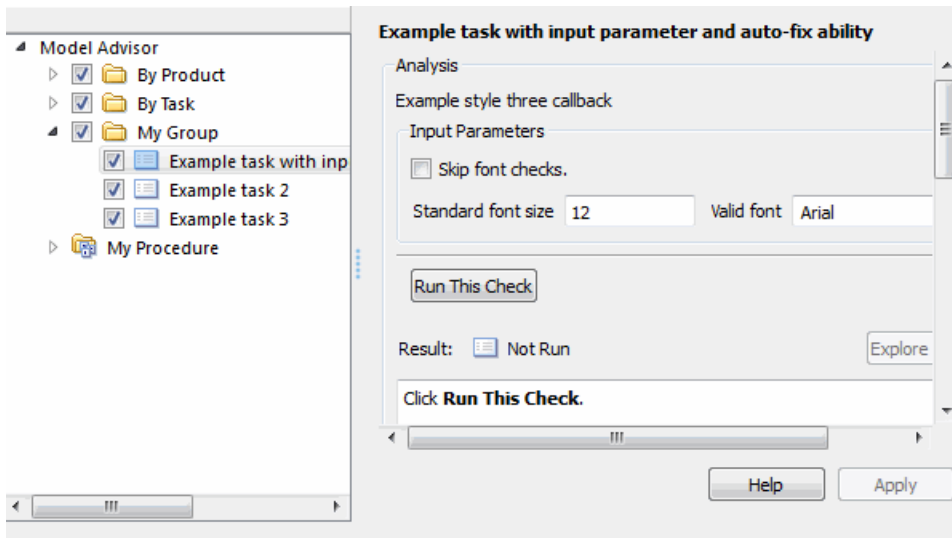 Model Advisor
By Product
By Task
My Group
Example task with inp
Example task 2
Example task 3
My Procedure
Example task with input parameter and auto-fix ability
Analysis
Example style three callback
Input Parameters
Skip font checks.
Standard font size 12 Valid font Arial
Run This Check
Result: Not Run Explore
Click Run This Check.
Help Apply